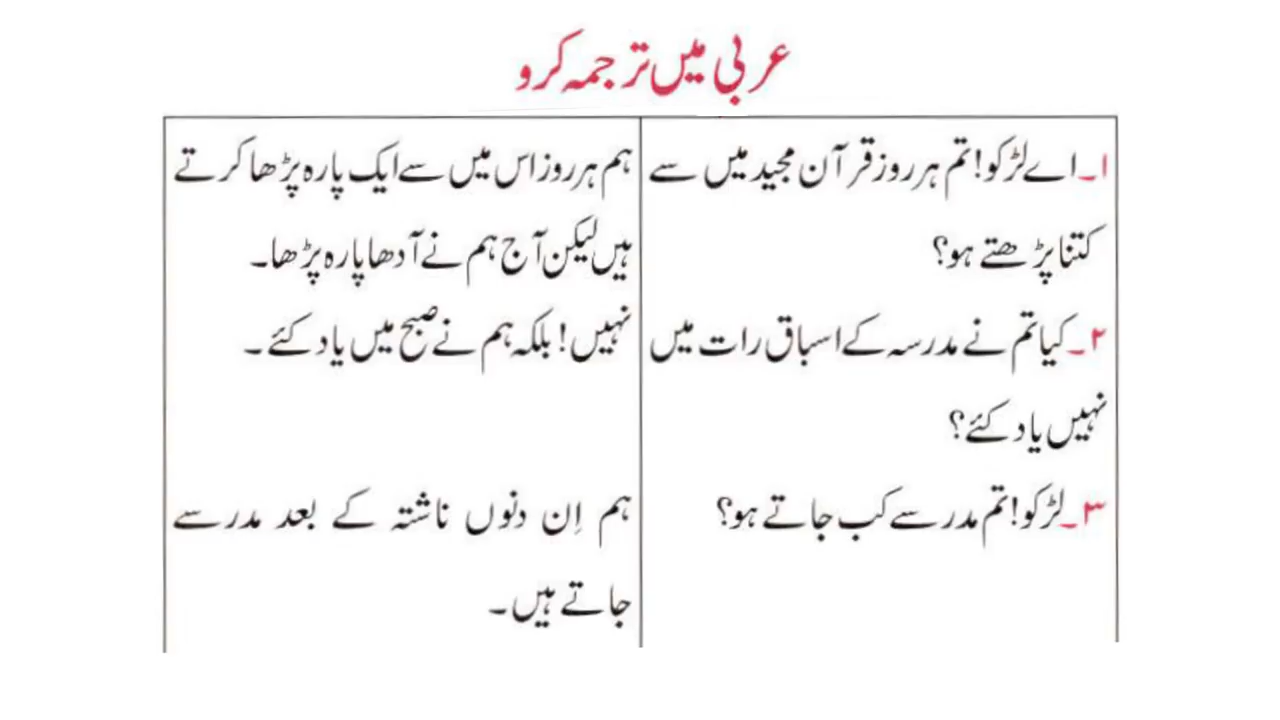 عربی میں ترجمہ کرو
۱۔اے لڑکو! تم ہر روز قرآن مجید میں سے
کتنا پڑھتے ہو؟
ہم ہر روز اس میں سے ایک پارہ پڑھا کرتے
ہیں لیکن آج ہم نے آدھا پارہ پڑھا۔
۲۔کیا تم نے مدرسہ کے اسباق رات میں
نہیں یاد کئے؟
نہیں! بلکہ ہم نے صبح میں یاد کئے۔
۳۔لڑکو! تم مدرسے کب جاتے ہو؟
ہم اِن دنوں ناشتہ کے بعد مدرسے
جاتے ہیں۔